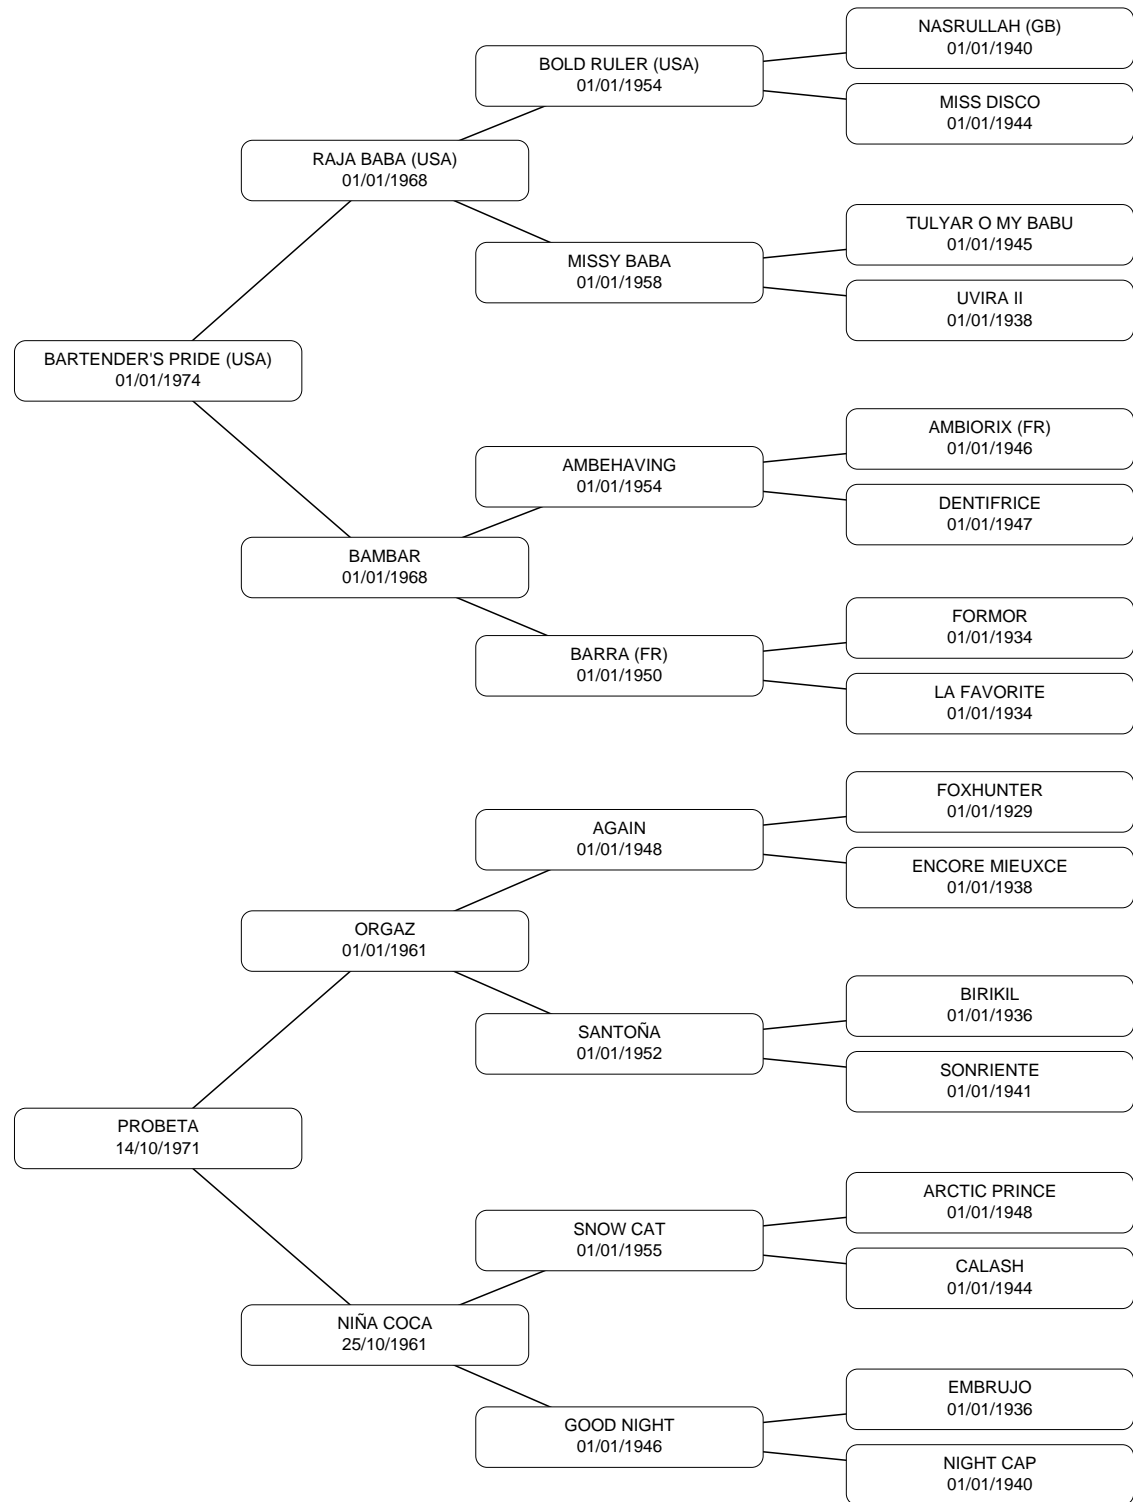 NASRULLAH (GB)
01/01/1940
BOLD RULER (USA)
01/01/1954
MISS DISCO
01/01/1944
RAJA BABA (USA)
01/01/1968
TULYAR O MY BABU
01/01/1945
MISSY BABA
01/01/1958
UVIRA II
01/01/1938
BARTENDER'S PRIDE (USA)
01/01/1974
AMBIORIX (FR)
01/01/1946
AMBEHAVING
01/01/1954
DENTIFRICE
01/01/1947
BAMBAR
01/01/1968
FORMOR
01/01/1934
BARRA (FR)
01/01/1950
LA FAVORITE
01/01/1934
FOXHUNTER
01/01/1929
AGAIN
01/01/1948
ENCORE MIEUXCE
01/01/1938
ORGAZ
01/01/1961
BIRIKIL
01/01/1936
SANTOÑA
01/01/1952
SONRIENTE
01/01/1941
PROBETA
14/10/1971
ARCTIC PRINCE
01/01/1948
SNOW CAT
01/01/1955
CALASH
01/01/1944
NIÑA COCA
25/10/1961
EMBRUJO
01/01/1936
GOOD NIGHT
01/01/1946
NIGHT CAP
01/01/1940